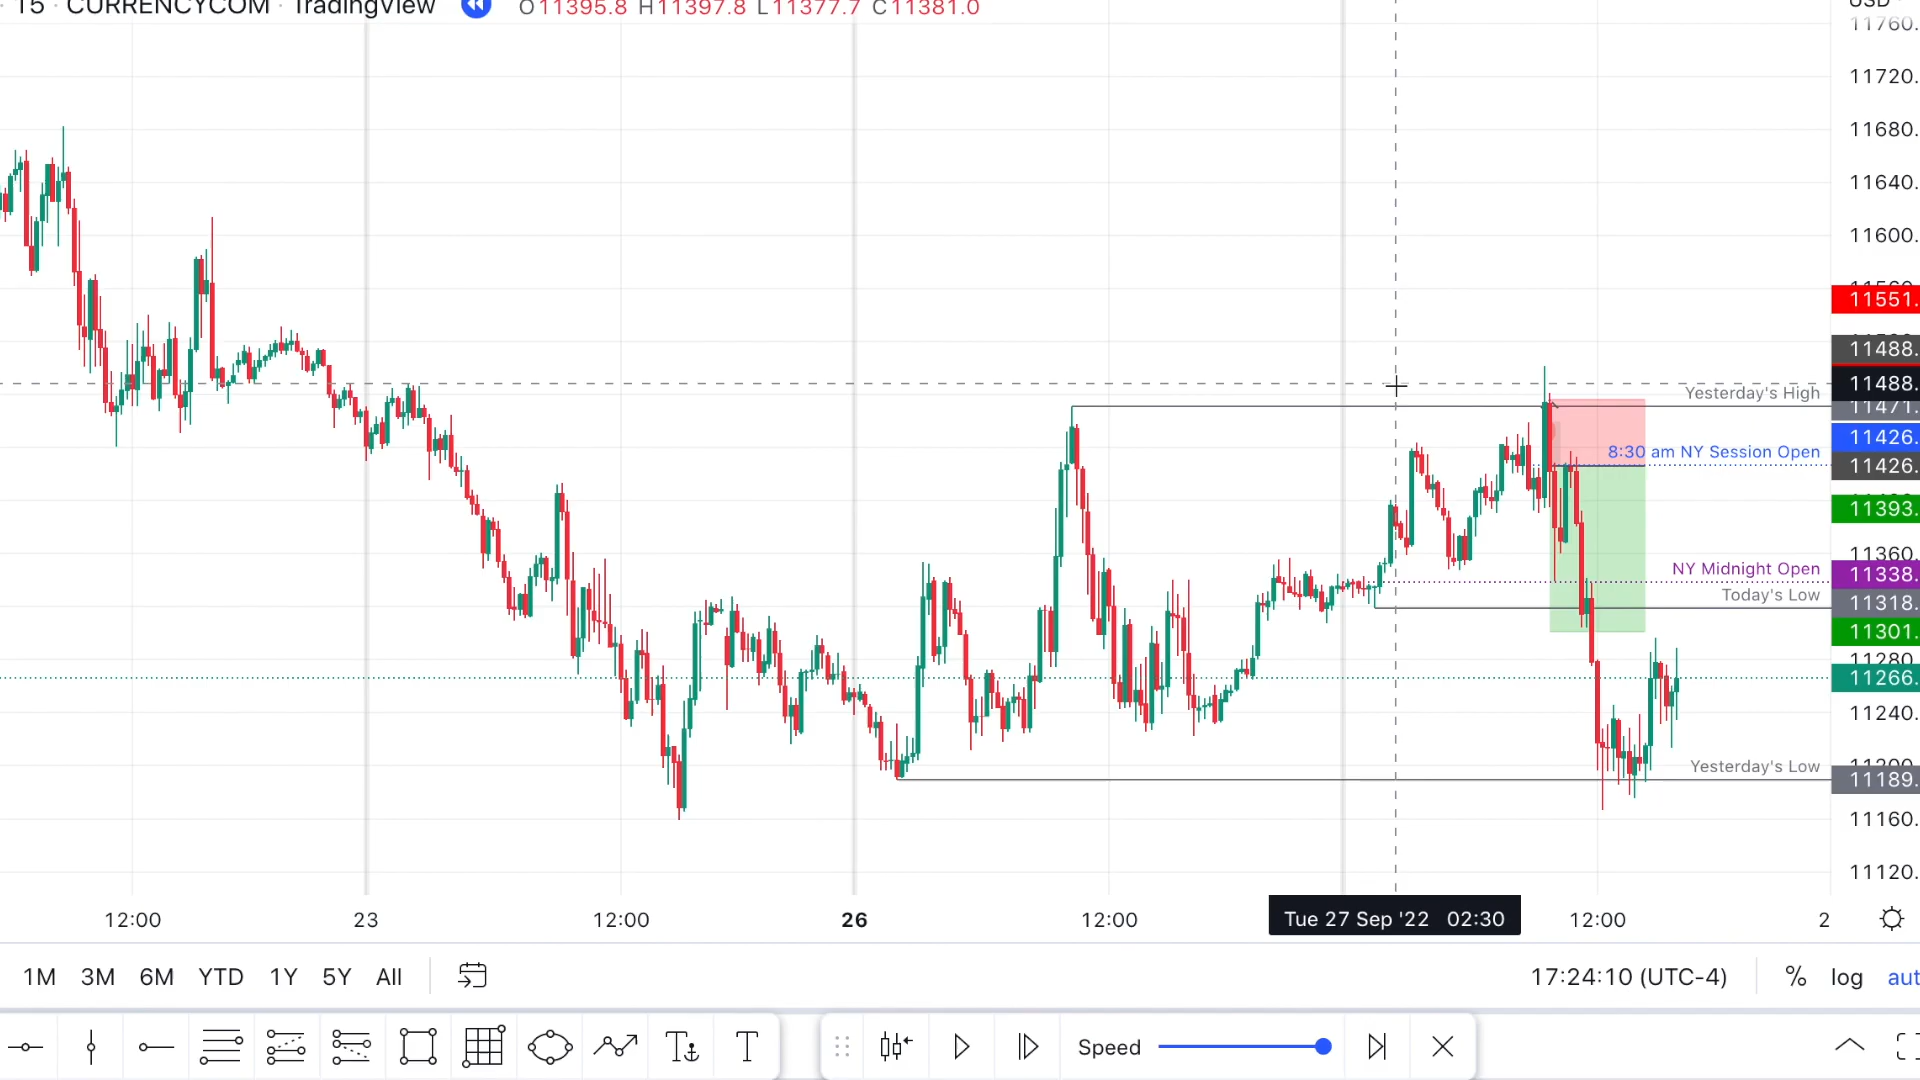 · 15 · CURRENCYCOM · TradingView O11395.8 H11397.8 L11377.7 C11381.0
USD
11760.
11720.
11680.
11640.
11600.
11551.
11488.
11488.
Yesterday's High
11471.
11426.
8:30 am NY Session Open
11426.
11393.
11360.
NY Midnight Open
11338.
Today's Low
11318.
11301.
11280.
11266.
11240.
Yesterday's Low
11200.
11189.
11160.
11120.
12:00 23 12:00 26 12:00 Tue 27 Sep '22 02:30 12:00 2
1M 3M 6M YTD 1Y 5Y All 17:24:10 (UTC-4) % log aut
Speed